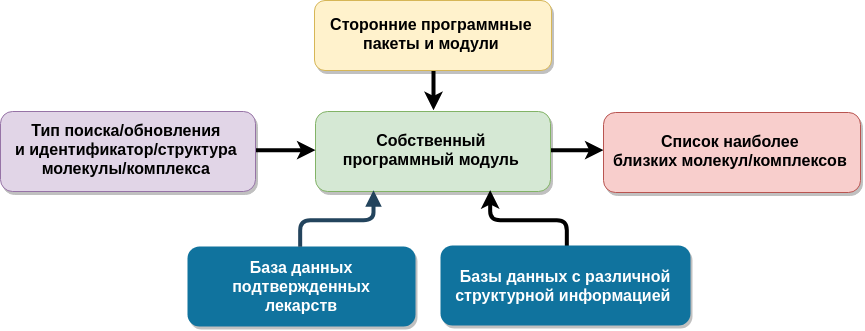 Сторонние программные
пакеты и модули
Тип поиска/обновления
и идентификатор/структура
молекулы/комплекса
Собственный
программный модуль
Список наиболее
близких молекул/комплексов
База данных
подтвержденных
лекарств
Базы данных с различной
структурной информацией